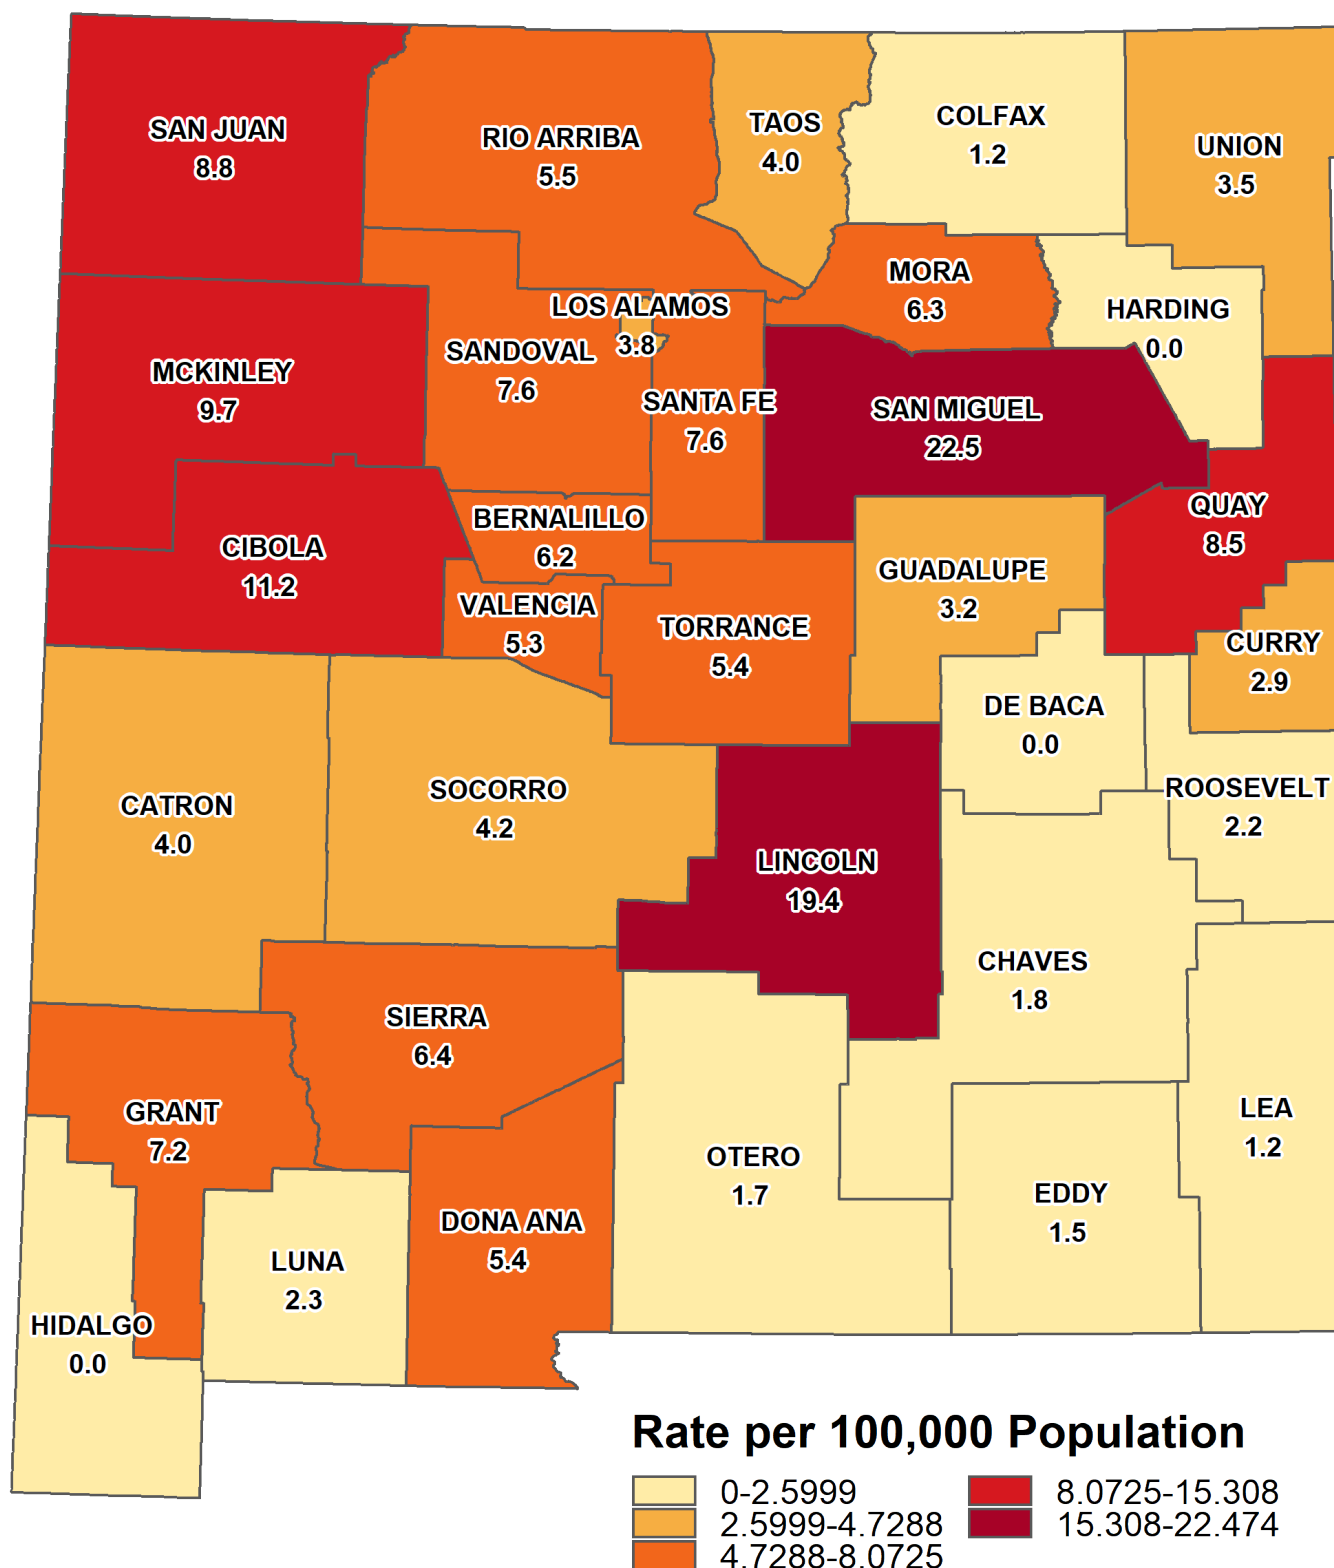 SAN JUAN
8.8
RIO ARRIBA
5.5
TAOS
4.0
COLFAX
1.2
UNION
3.5
MORA
6.3
HARDING
0.0
LOS ALAMOS
3.8
SANDOVAL
7.6
SANTA FE
7.6
MCKINLEY
9.7
SAN MIGUEL
22.5
QUAY
8.5
CIBOLA
11.2
BERNALILLO
6.2
VALENCIA
5.3
TORRANCE
5.4
GUADALUPE
3.2
CURRY
2.9
DE BACA
0.0
ROOSEVELT
2.2
CATRON
4.0
SOCORRO
4.2
LINCOLN
19.4
CHAVES
1.8
SIERRA
6.4
GRANT
7.2
OTERO
1.7
LEA
1.2
EDDY
1.5
DONA ANA
5.4
LUNA
2.3
HIDALGO
0.0
Rate per 100,000 Population
0-2.5999
2.5999-4.7288
4.7288-8.0725
8.0725-15.308
15.308-22.474